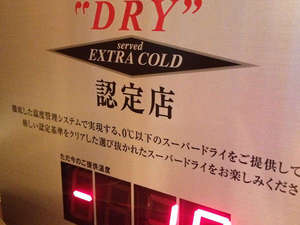 "DRY"
served
EXTRA COLD
認定店
徹底した温度管理システムで実現する、0℃以下のスーパードライをご提供して
厳しい認定基準をクリアした選び抜かれたスーパードライをお楽しみくださ
ただ今のご提供温度